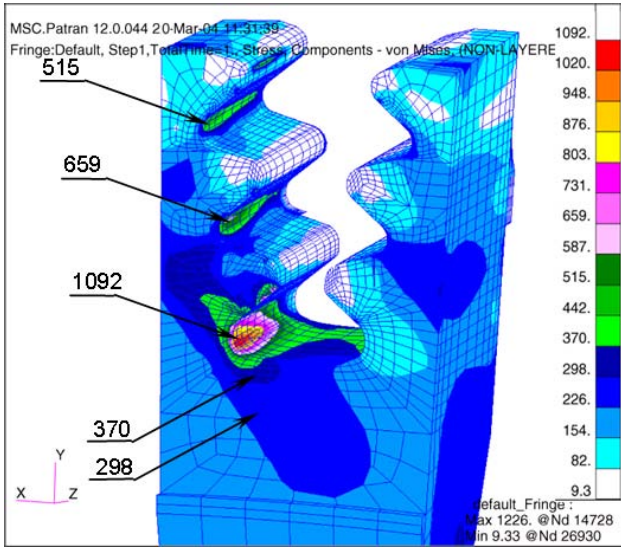 MSC.Patran 12.0.044 20-Mar-04 11:31:39
Fringe:Default, Step1,TotalTime=1., Stress, Components - von Mises, (NON-LAYERE
515
659
1092
370
298
1092.
1020.
948.
876.
803.
731.
659.
587.
515.
442.
370.
298.
226.
154.
82.
9.3
Y
X
Z
default_Fringe :
Max 1226. @Nd 14728
Min 9.33 @Nd 26930